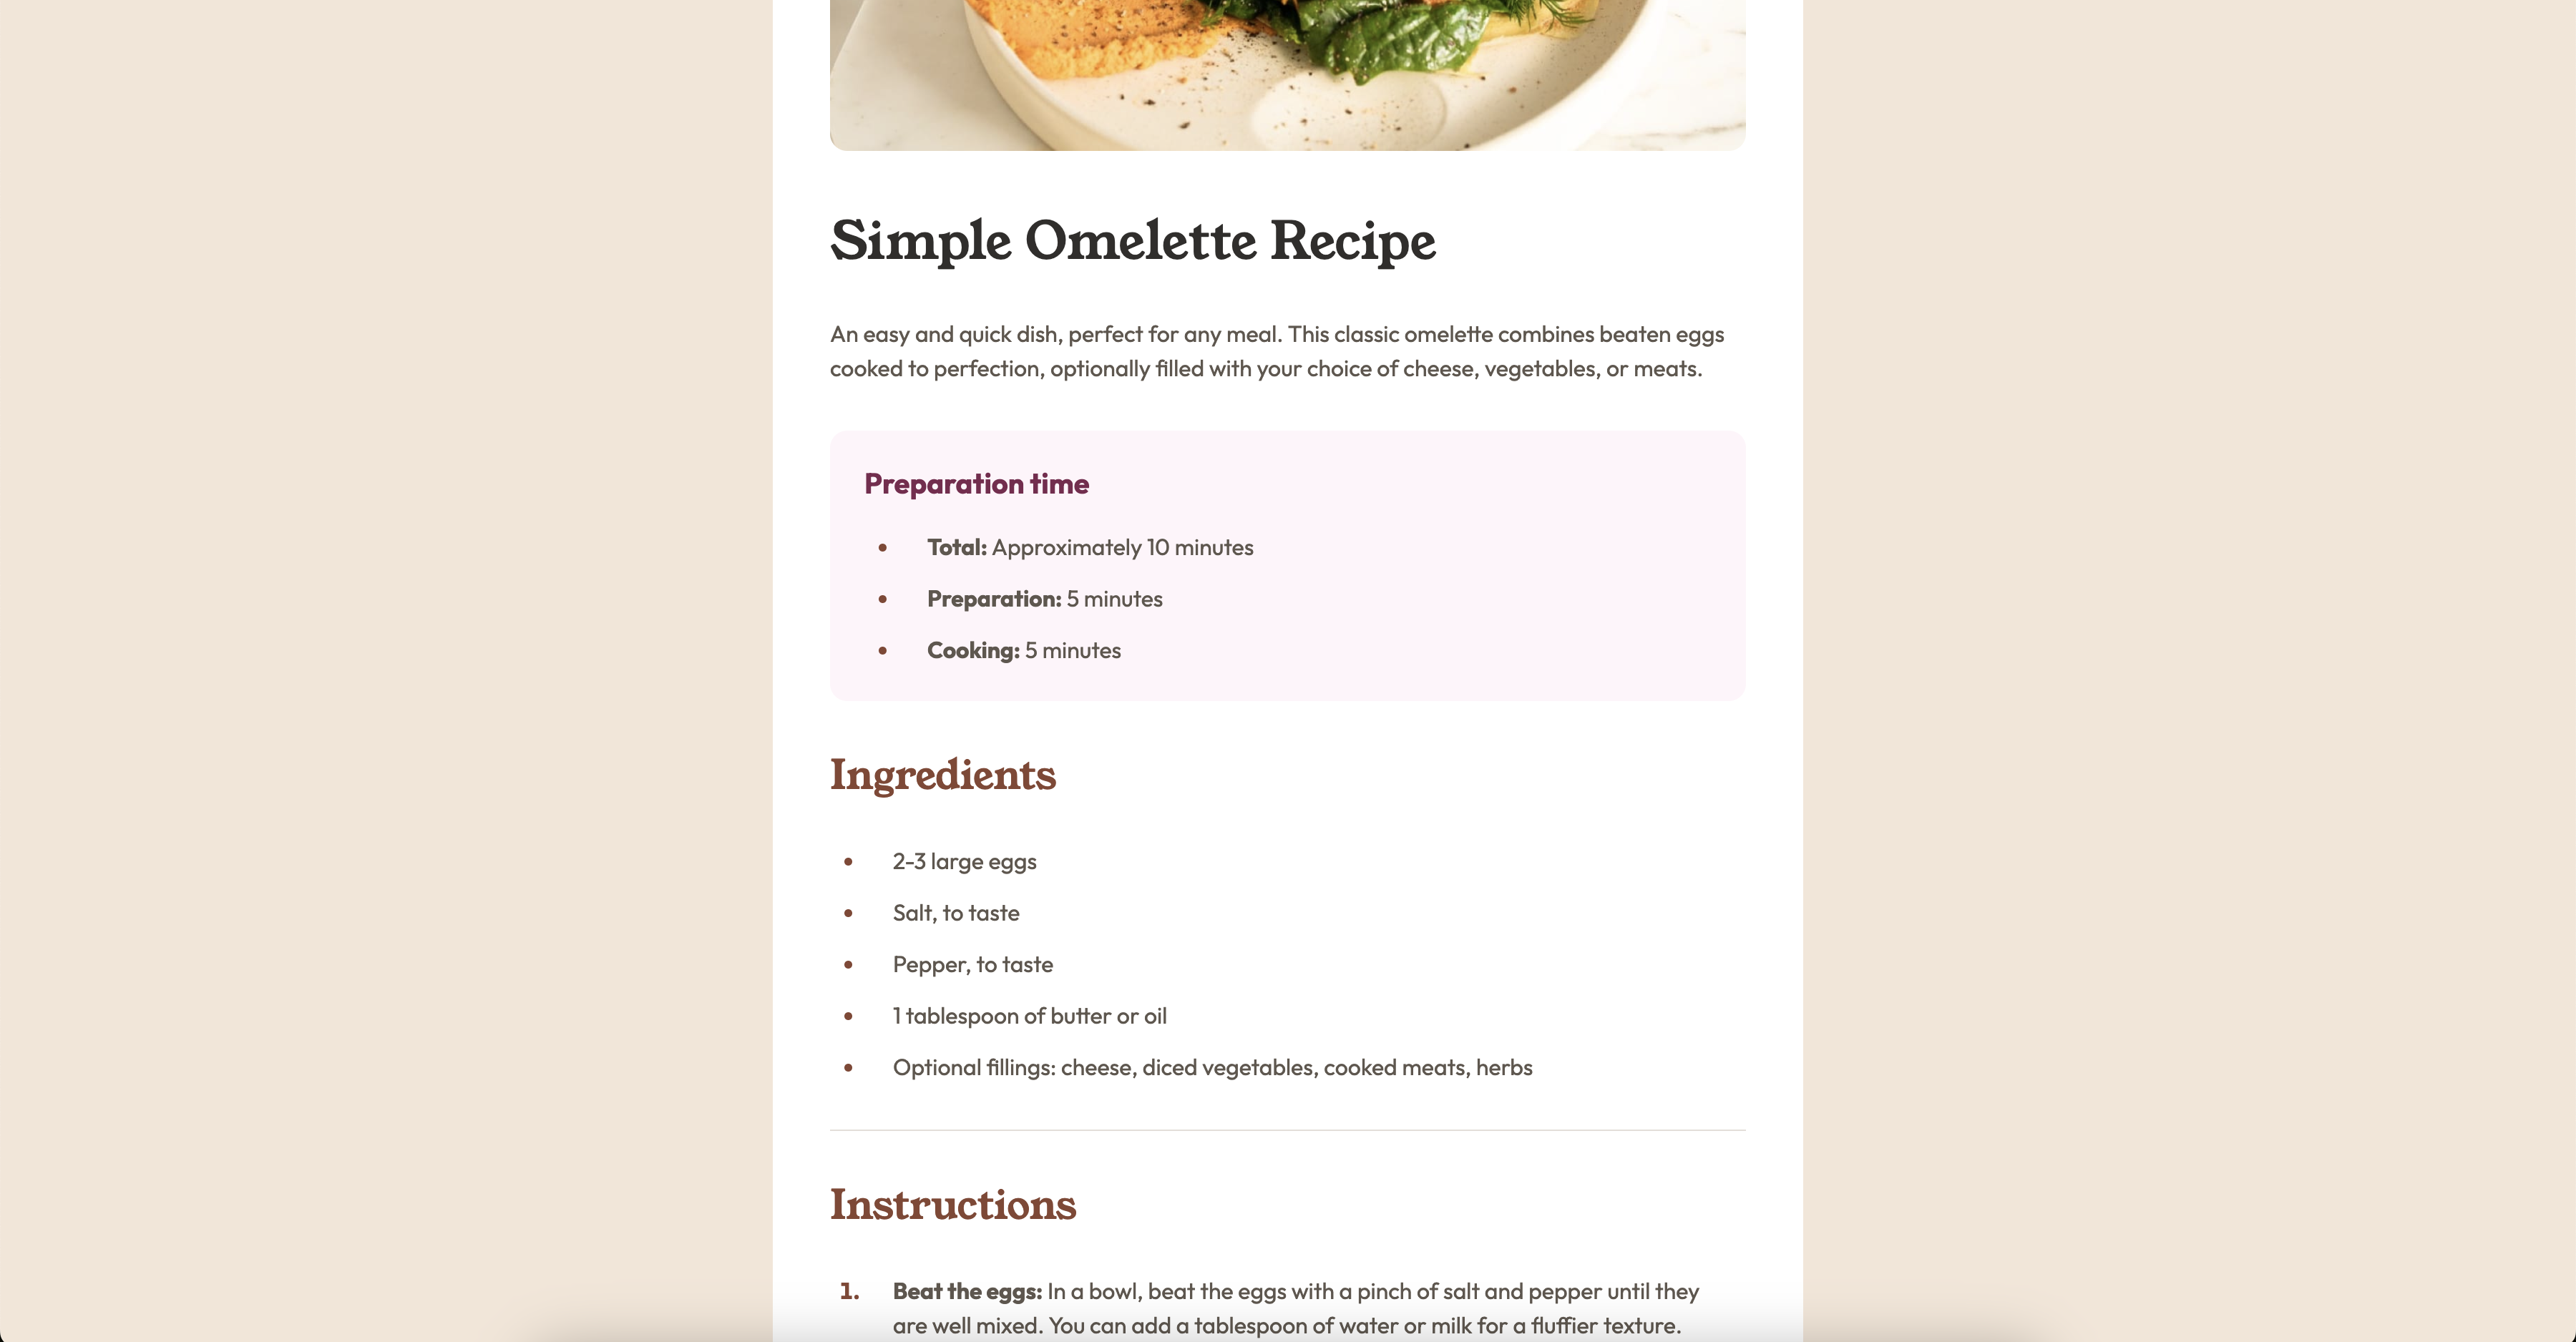 Simple Omelette Recipe
An easy and quick dish, perfect for any meal. This classic omelette combines beaten eggs
cooked to perfection, optionally filled with your choice of cheese, vegetables, or meats.
Preparation time
• Total: Approximately 10 minutes
• Preparation: 5 minutes
• Cooking: 5 minutes
Ingredients
• 2-3 large eggs
• Salt, to taste
• Pepper, to taste
• 1 tablespoon of butter or oil
• Optional fillings: cheese, diced vegetables, cooked meats, herbs
Instructions
1. Beat the eggs: In a bowl, beat the eggs with a pinch of salt and pepper until they
are well mixed. You can add a tablespoon of water or milk for a fluffier texture.